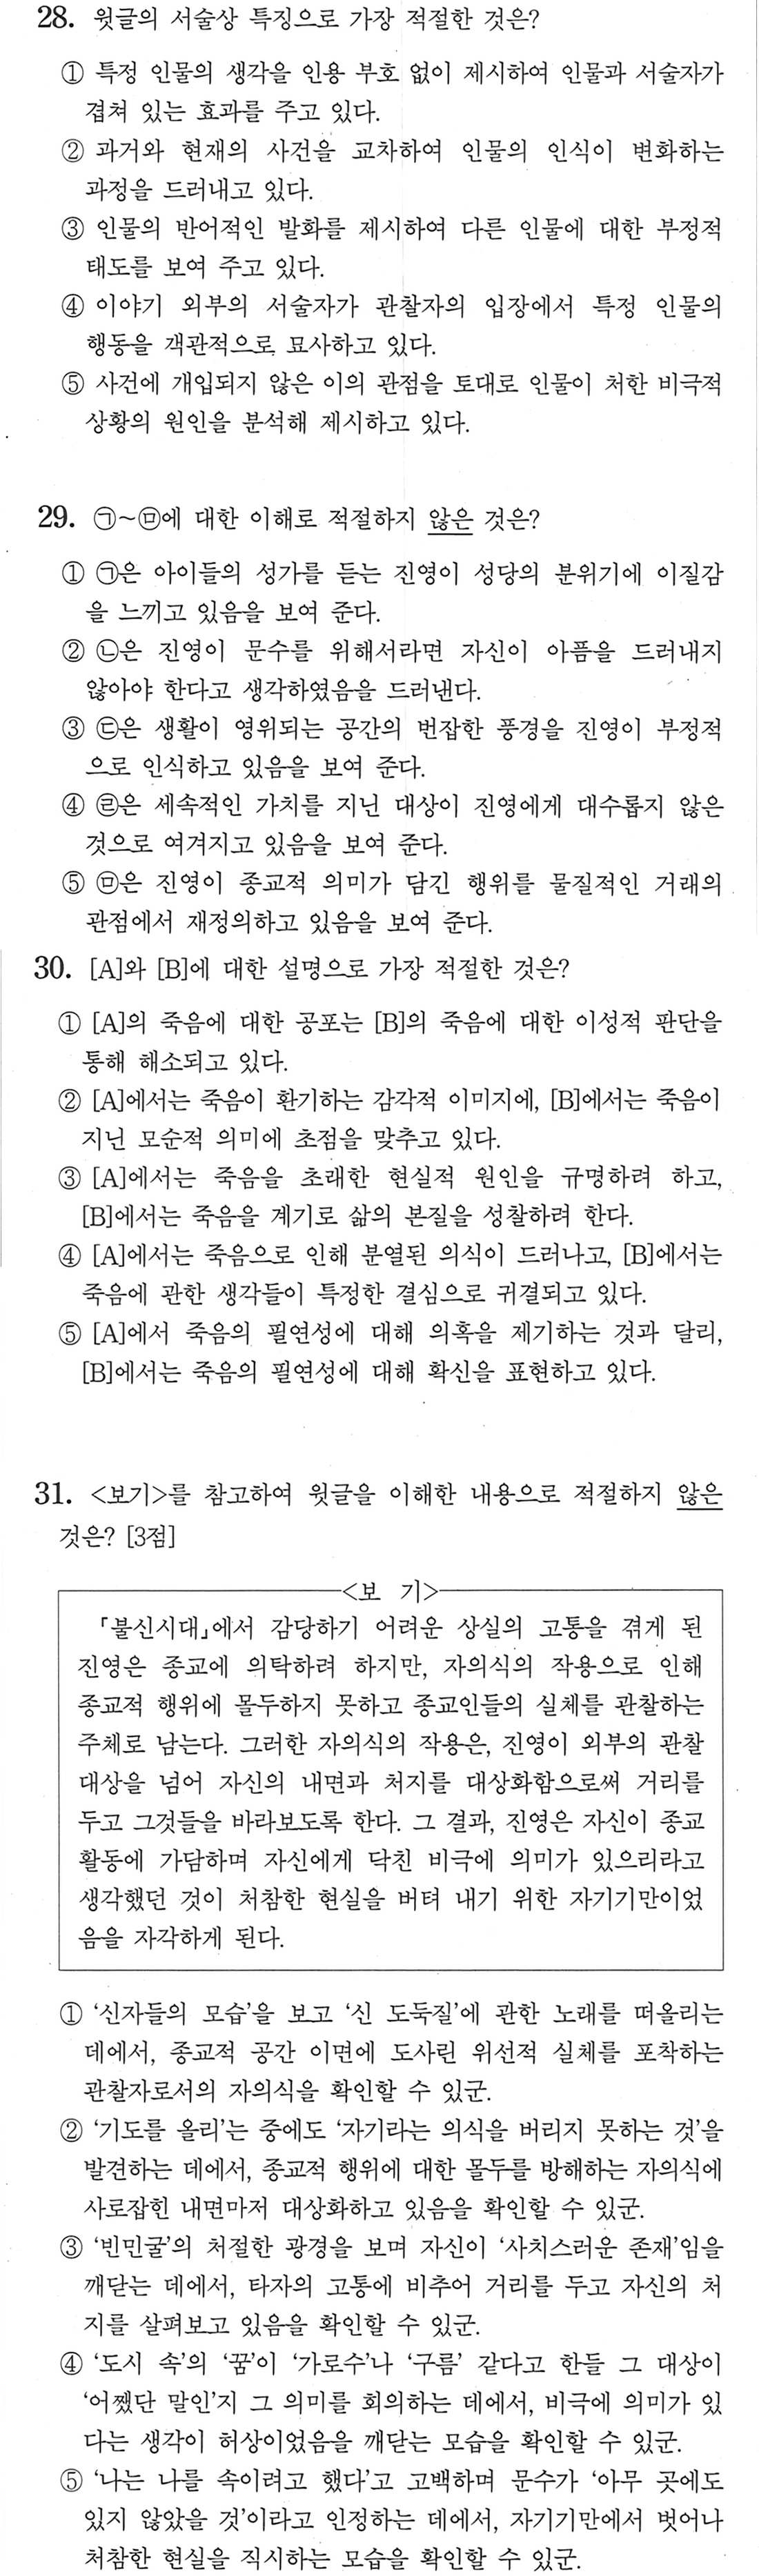 28. 윗글의 서술상 특징으로 가장 적절한 것은?
① 특정 인물의 생각을 인용 부호 없이 제시하여 인물과 서술자가
겹쳐 있는 효과를 주고 있다.
② 과거와 현재의 사건을 교차하여 인물의 인식이 변화하는
과정을 드러내고 있다.
③ 인물의 반어적인 발화를 제시하여 다른 인물에 대한 부정적
태도를 보여 주고 있다.
④ 이야기 외부의 서술자가 관찰자의 입장에서 특정 인물의
행동을 객관적으로 묘사하고 있다.
⑤ 사건에 개입되지 않은 이의 관점을 토대로 인물이 처한 비극적
상황의 원인을 분석해 제시하고 있다.
29. ㉠~㉤에 대한 이해로 적절하지 않은 것은?
① ㉠은 아이들의 성가를 듣는 진영이 성당의 분위기에 이질감
을 느끼고 있음을 보여 준다.
② ㉡은 진영이 문수를 위해서라면 자신이 아픔을 드러내지
않아야 한다고 생각하였음을 드러낸다.
③ ㉢은 생활이 영위되는 공간의 번잡한 풍경을 진영이 부정적
으로 인식하고 있음을 보여 준다.
④ ㉣은 세속적인 가치를 지닌 대상이 진영에게 대수롭지 않은
것으로 여겨지고 있음을 보여 준다.
⑤ ㉤은 진영이 종교적 의미가 담긴 행위를 물질적인 거래의
관점에서 재정의하고 있음을 보여 준다.
30. [A]와 [B]에 대한 설명으로 가장 적절한 것은?
① [A]의 죽음에 대한 공포는 [B]의 죽음에 대한 이성적 판단을
통해 해소되고 있다.
② [A]에서는 죽음이 환기하는 감각적 이미지에, [B]에서는 죽음이
지닌 모순적 의미에 초점을 맞추고 있다.
③ [A]에서는 죽음을 초래한 현실적 원인을 규명하려 하고,
[B]에서는 죽음을 계기로 삶의 본질을 성찰하려 한다.
④ [A]에서는 죽음으로 인해 분열된 의식이 드러나고, [B]에서는
죽음에 관한 생각들이 특정한 결심으로 귀결되고 있다.
⑤ [A]에서 죽음의 필연성에 대해 의혹을 제기하는 것과 달리,
[B]에서는 죽음의 필연성에 대해 확신을 표현하고 있다.
31. <보기>를 참고하여 윗글을 이해한 내용으로 적절하지 않은
것은? [3점]
<보 기>
「불신시대」에서 감당하기 어려운 상실의 고통을 겪게 된
진영은 종교에 의탁하려 하지만, 자의식의 작용으로 인해
종교적 행위에 몰두하지 못하고 종교인들의 실체를 관찰하는
주체로 남는다. 그러한 자의식의 작용은, 진영이 외부의 관찰
대상을 넘어 자신의 내면과 처지를 대상화함으로써 거리를
두고 그것들을 바라보도록 한다. 그 결과, 진영은 자신이 종교
활동에 가담하며 자신에게 닥친 비극에 의미가 있으리라고
생각했던 것이 처참한 현실을 버텨 내기 위한 자기기만이었
음을 자각하게 된다.
① ‘신자들의 모습’을 보고 ‘신 도둑질’에 관한 노래를 떠올리는
데에서, 종교적 공간 이면에 도사린 위선적 실체를 포착하는
관찰자로서의 자의식을 확인할 수 있군.
② ‘기도를 올리’는 중에도 ‘자기라는 의식을 버리지 못하는 것’을
발견하는 데에서, 종교적 행위에 대한 몰두를 방해하는 자의식에
사로잡힌 내면마저 대상화하고 있음을 확인할 수 있군.
③ ‘빈민굴’의 처절한 광경을 보며 자신이 ‘사치스러운 존재’임을
깨닫는 데에서, 타자의 고통에 비추어 거리를 두고 자신의 처
지를 살펴보고 있음을 확인할 수 있군.
④ ‘도시 속’의 ‘꿈’이 ‘가로수’나 ‘구름’ 같다고 한들 그 대상이
‘어쨌단 말인’지 그 의미를 회의하는 데에서, 비극에 의미가 있
다는 생각이 허상이었음을 깨닫는 모습을 확인할 수 있군.
⑤ ‘나는 나를 속이려고 했다’고 고백하며 문수가 ‘아무 곳에도
있지 않았을 것’이라고 인정하는 데에서, 자기기만에서 벗어나
처참한 현실을 직시하는 모습을 확인할 수 있군.